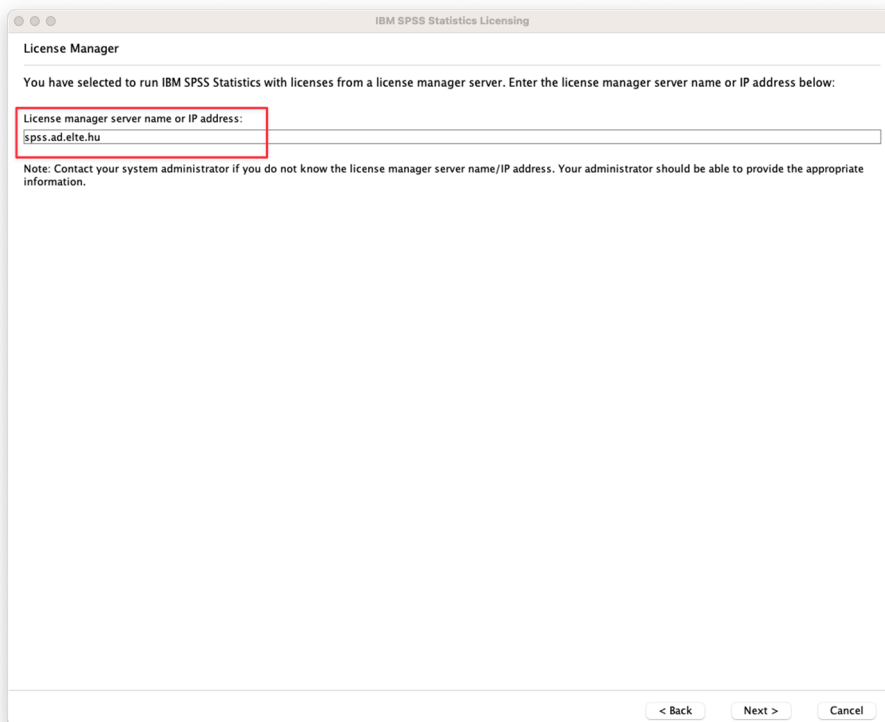 IBM SPSS Statistics Licensing
License Manager
You have selected to run IBM SPSS Statistics with licenses from a license manager server. Enter the license manager server name or IP address below:
License manager server name or IP address:
spss.ad.elte.hu
Note: Contact your system administrator if you do not know the license manager server name/IP address. Your administrator should be able to provide the appropriate
information.
< Back Next > Cancel